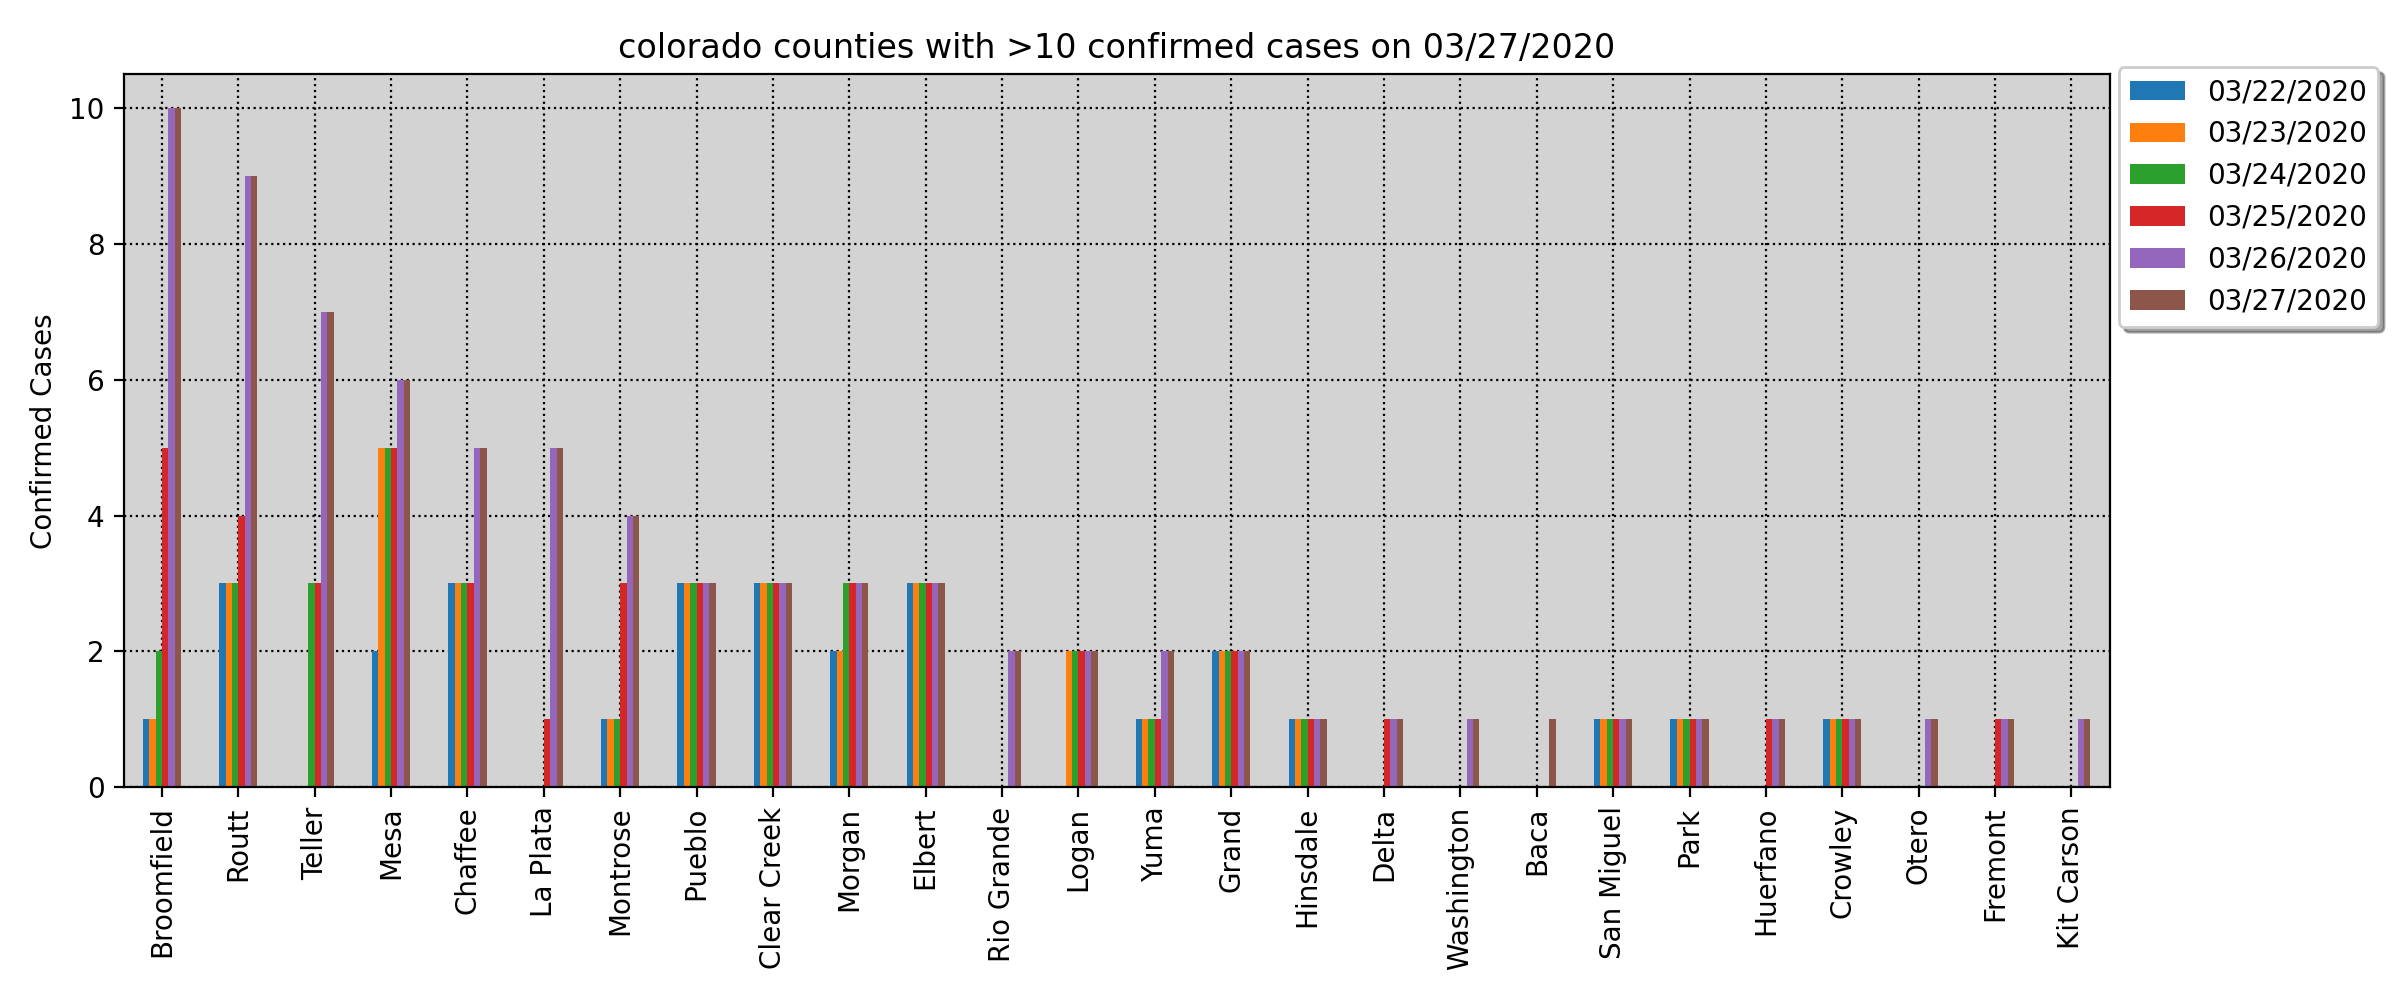 colorado counties with >10 confirmed cases on 03/27/2020
Confirmed Cases
10
8
6
4
2
0
Broomfield
Routt
Teller
Mesa
Chaffee
La Plata
Montrose
Pueblo
Clear Creek
Morgan
Elbert
Rio Grande
Logan
Yuma
Grand
Hinsdale
Delta
Washington
Baca
San Miguel
Park
Huerfano
Crowley
Otero
Fremont
Kit Carson
03/22/2020
03/23/2020
03/24/2020
03/25/2020
03/26/2020
03/27/2020